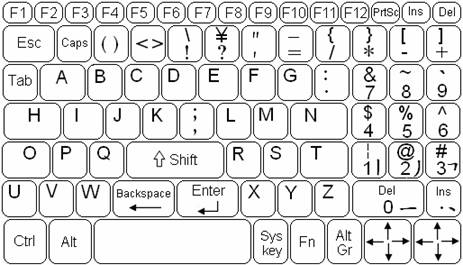 F1 F2 F3 F4 F5 F6 F7 F8 F9 F10 F11 F12 PrtSc Ins Del
Esc Caps ( ) < > \ ! ¥ ? " , – = { / } * [ - ] +
Tab A B C D E F G : . & 7 ~ 8 ` 9
H I J K ; , L M N $ 4 % 5 ^ 6
O P Q ⇧ Shift R S T ¦ 1 | @ 2 # 3 ¬
U V W Backspace ← Enter ↵ X Y Z Del 0 — Ins . ..
Ctrl Alt Sys key Fn Alt Gr